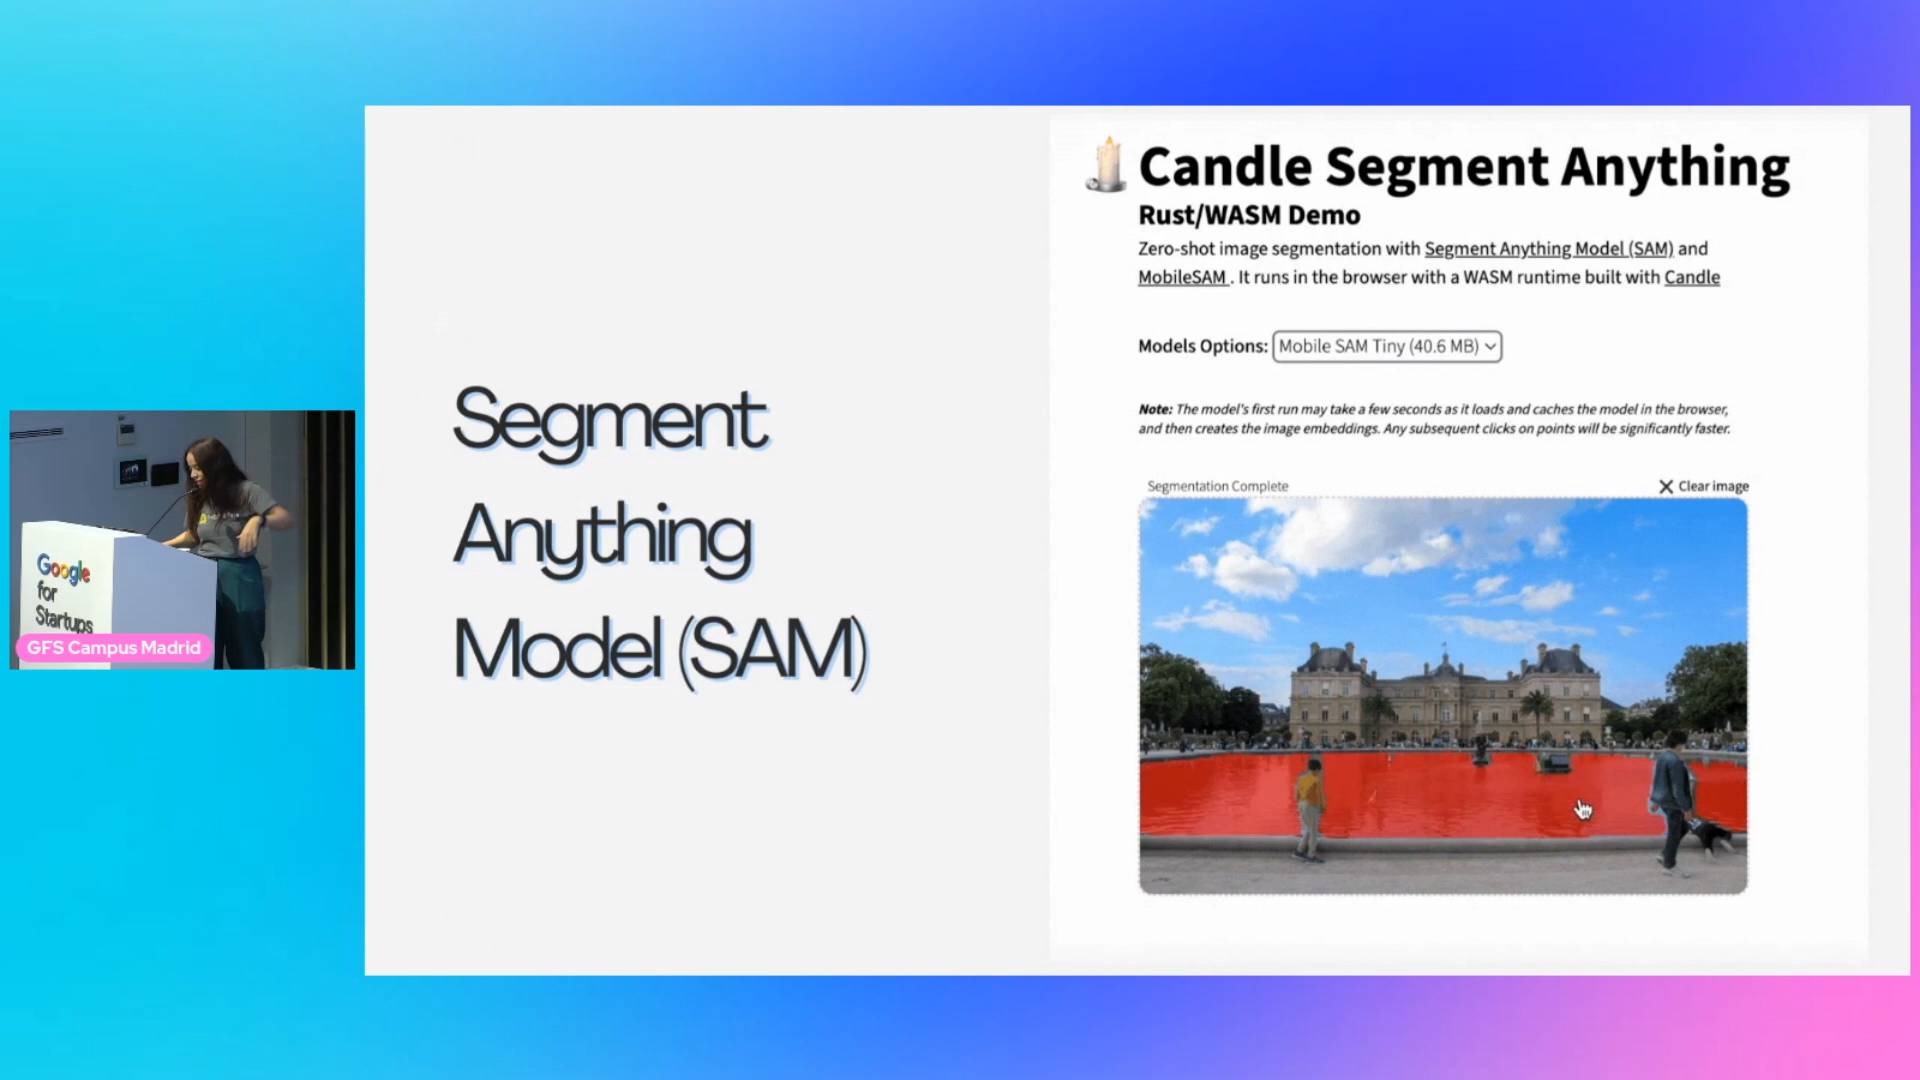 Segment
Anything
Model (SAM)
Candle Segment Anything
Rust/WASM Demo
Zero-shot image segmentation with Segment Anything Model (SAM) and
MobileSAM . It runs in the browser with a WASM runtime built with Candle
Models Options: Mobile SAM Tiny (40.6 MB)
Note: The model's first run may take a few seconds as it loads and caches the model in the browser,
and then creates the image embeddings. Any subsequent clicks on points will be significantly faster.
Segmentation Complete
Clear image
Google
for
Startups
GFS Campus Madrid